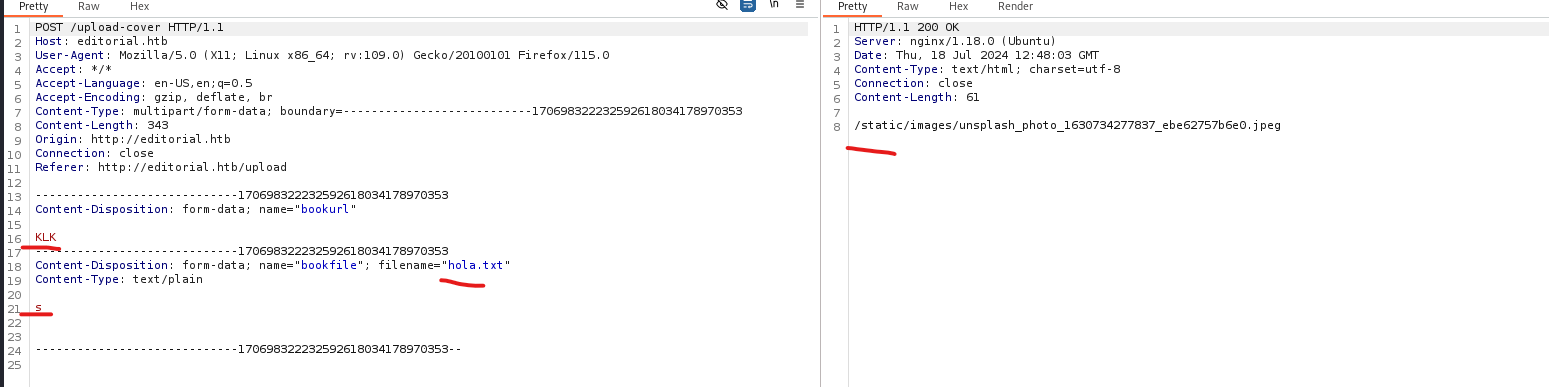 Pretty Raw Hex \n
1 POST /upload-cover HTTP/1.1
2 Host: editorial.htb
3 User-Agent: Mozilla/5.0 (X11; Linux x86_64; rv:109.0) Gecko/20100101 Firefox/115.0
4 Accept: */*
5 Accept-Language: en-US,en;q=0.5
6 Accept-Encoding: gzip, deflate, br
7 Content-Type: multipart/form-data; boundary=---------------------------170698322232592618034178970353
8 Content-Length: 343
9 Origin: http://editorial.htb
10 Connection: close
11 Referer: http://editorial.htb/upload
12
13 -----------------------------170698322232592618034178970353
14 Content-Disposition: form-data; name="bookurl"
15
16 KLK
17 -----------------------------170698322232592618034178970353
18 Content-Disposition: form-data; name="bookfile"; filename="hola.txt"
19 Content-Type: text/plain
20
21 s
22
23
24 -----------------------------170698322232592618034178970353--
25
Pretty Raw Hex Render
1 HTTP/1.1 200 OK
2 Server: nginx/1.18.0 (Ubuntu)
3 Date: Thu, 18 Jul 2024 12:48:03 GMT
4 Content-Type: text/html; charset=utf-8
5 Connection: close
6 Content-Length: 61
7
8 /static/images/unsplash_photo_1630734277837_ebe62757b6e0.jpeg